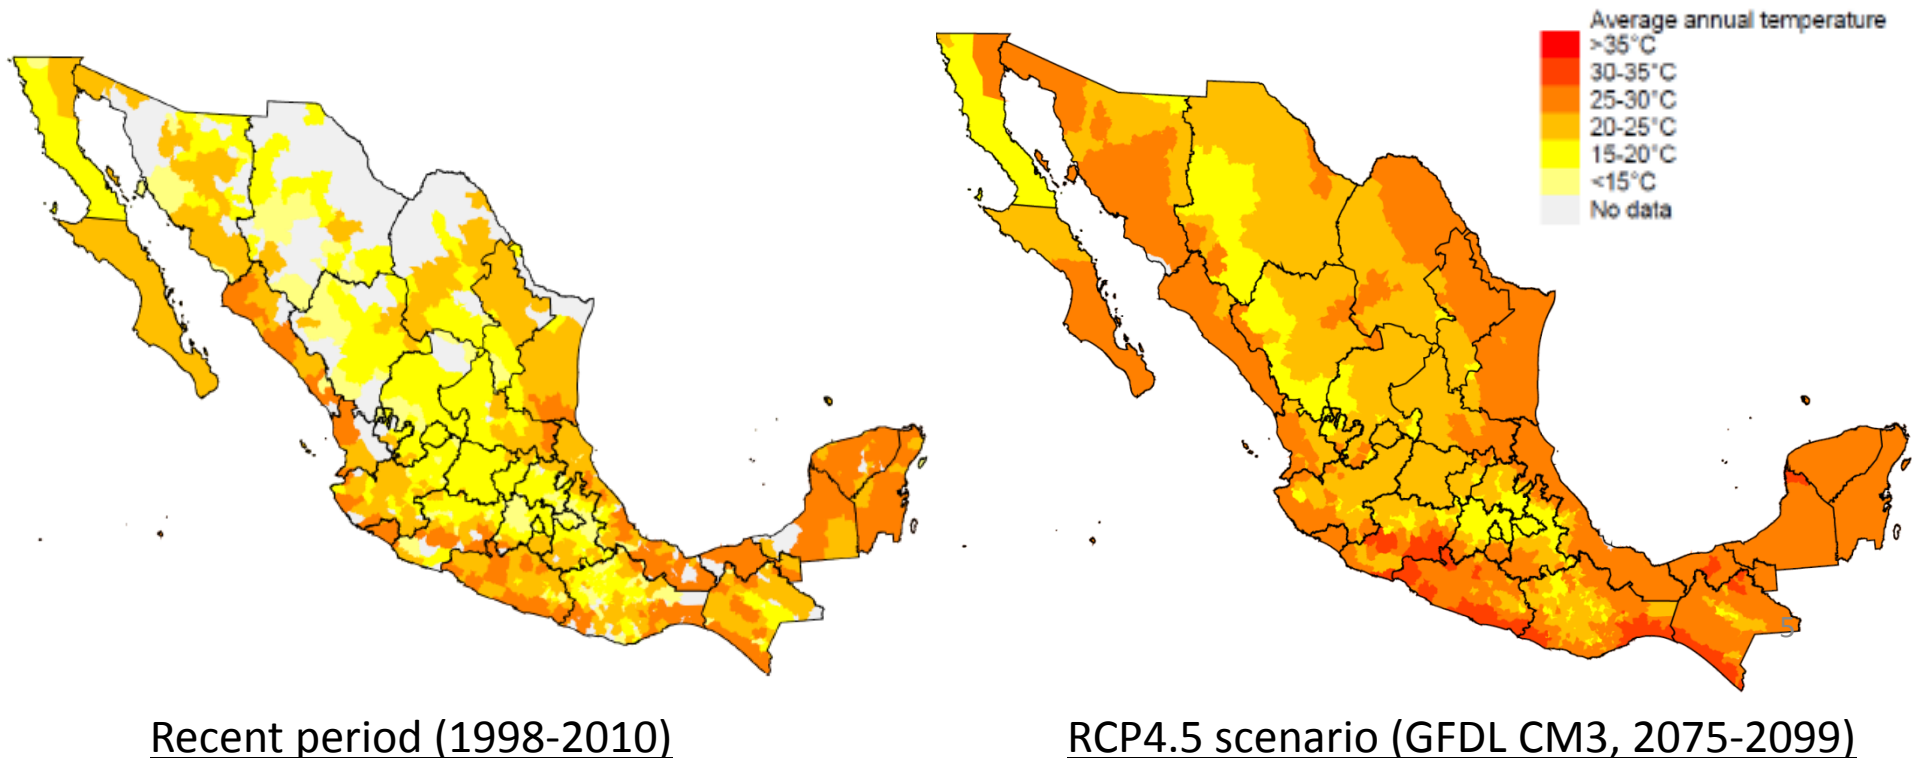 Average annual temperature
>35°C
30-35°C
25-30°C
20-25°C
15-20°C
<15°C
No data
5
Recent period (1998-2010)
RCP4.5 scenario (GFDL CM3, 2075-2099)